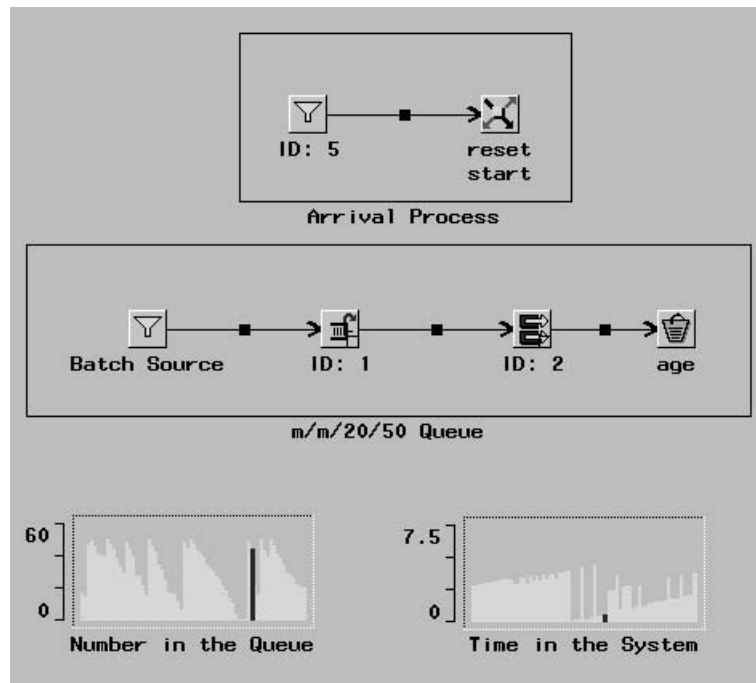 ID: 5
reset
start
Arrival Process
Batch Source
ID: 1
ID: 2
age
m/m/20/50 Queue
60
0
Number in the Queue
7.5
0
Time in the System